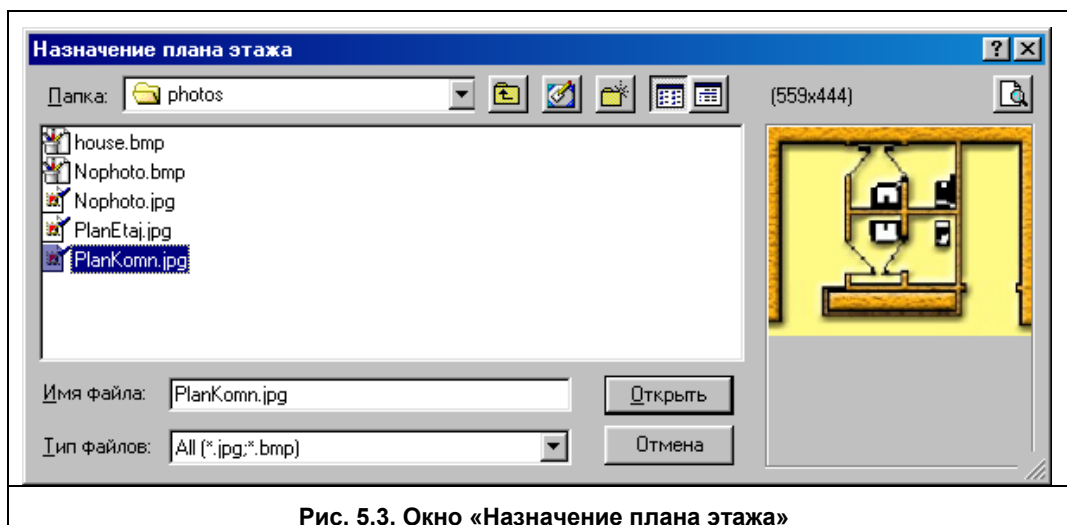 Назначение плана этажа
Папка: photos (559x444)
house.bmp
Nophoto.bmp
Nophoto.jpg
PlanEtaj.jpg
PlanKomn.jpg
Имя файла: PlanKomn.jpg Открыть
Тип файлов: All (*.jpg;*.bmp) Отмена
Рис. 5.3. Окно «Назначение плана этажа»